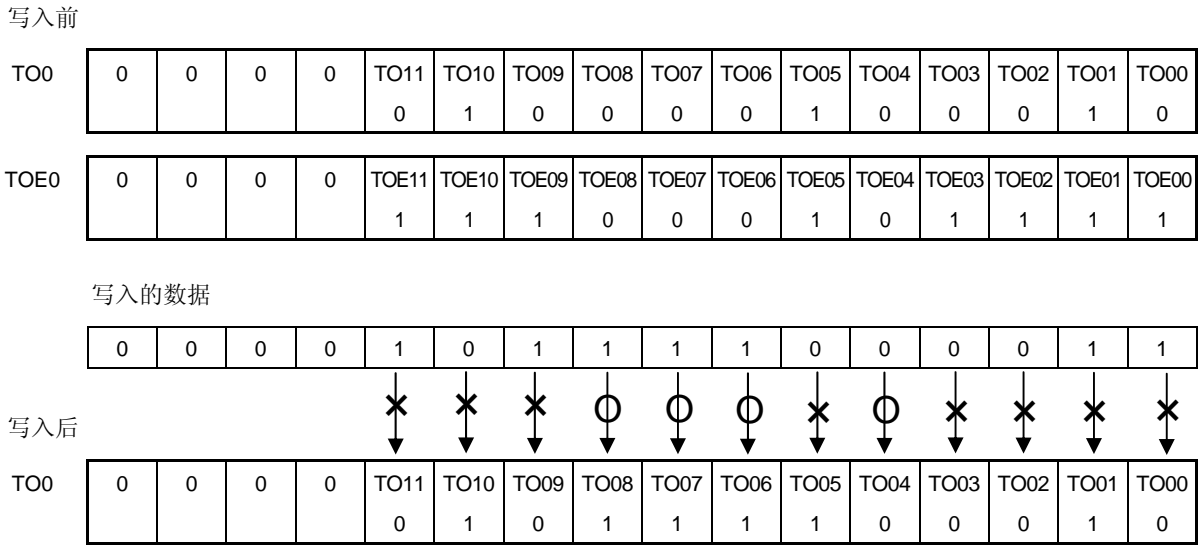 写入前
TO0 0 0 0 0 TO11 TO10 TO09 TO08 TO07 TO06 TO05 TO04 TO03 TO02 TO01 TO00
0 1 0 0 0 0 1 0 0 0 1 0
TOE0 0 0 0 0 TOE11 TOE10 TOE09 TOE08 TOE07 TOE06 TOE05 TOE04 TOE03 TOE02 TOE01 TOE00
1 1 1 0 0 0 1 0 1 1 1 1
写入的数据
0 0 0 0 1 0 1 1 1 1 0 0 0 0 1 1
× × × O O O × O × × × ×
写入后
TO0 0 0 0 0 TO11 TO10 TO09 TO08 TO07 TO06 TO05 TO04 TO03 TO02 TO01 TO00
0 1 0 1 1 1 1 0 0 0 1 0